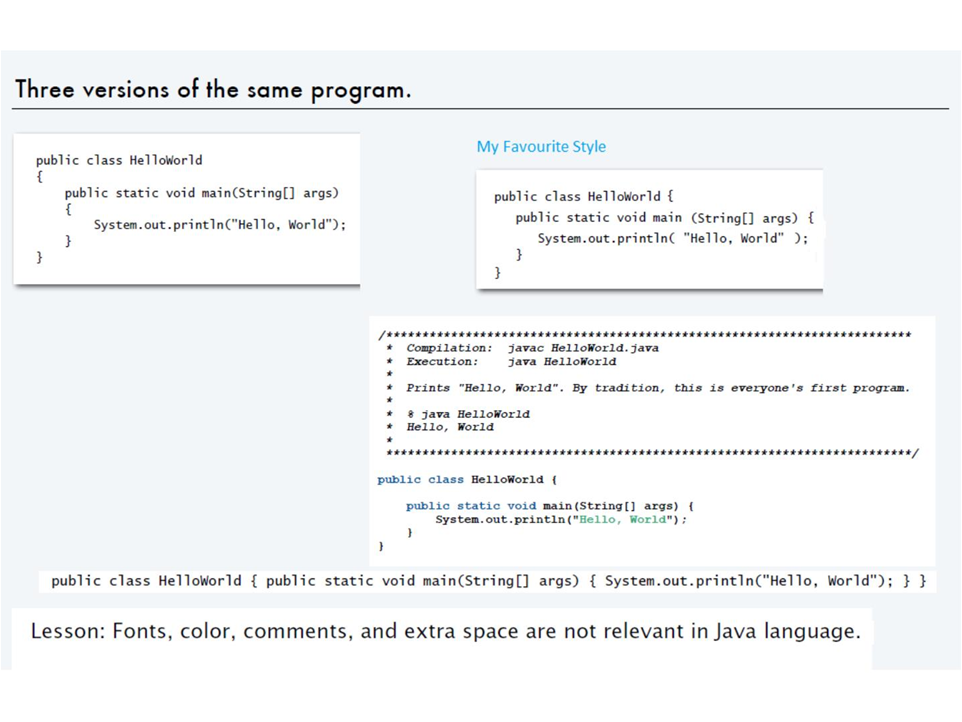 Three versions of the same program.
public class HelloWorld
{
    public static void main(String[] args)
    {
        System.out.println("Hello, World");
    }
}
My Favourite Style
public class HelloWorld {
   public static void main (String[] args) {
      System.out.println( "Hello, World" );
   }
}
/*************************************************************************
 *  Compilation:  javac HelloWorld.java
 *  Execution:    java HelloWorld
 *
 *  Prints "Hello, World". By tradition, this is everyone's first program.
 *
 *  % java HelloWorld
 *  Hello, World
 *
 *************************************************************************/
public class HelloWorld {
    public static void main(String[] args) {
        System.out.println("Hello, World");
    }
}
public class HelloWorld { public static void main(String[] args) { System.out.println("Hello, World"); } }
Lesson: Fonts, color, comments, and extra space are not relevant in Java language.